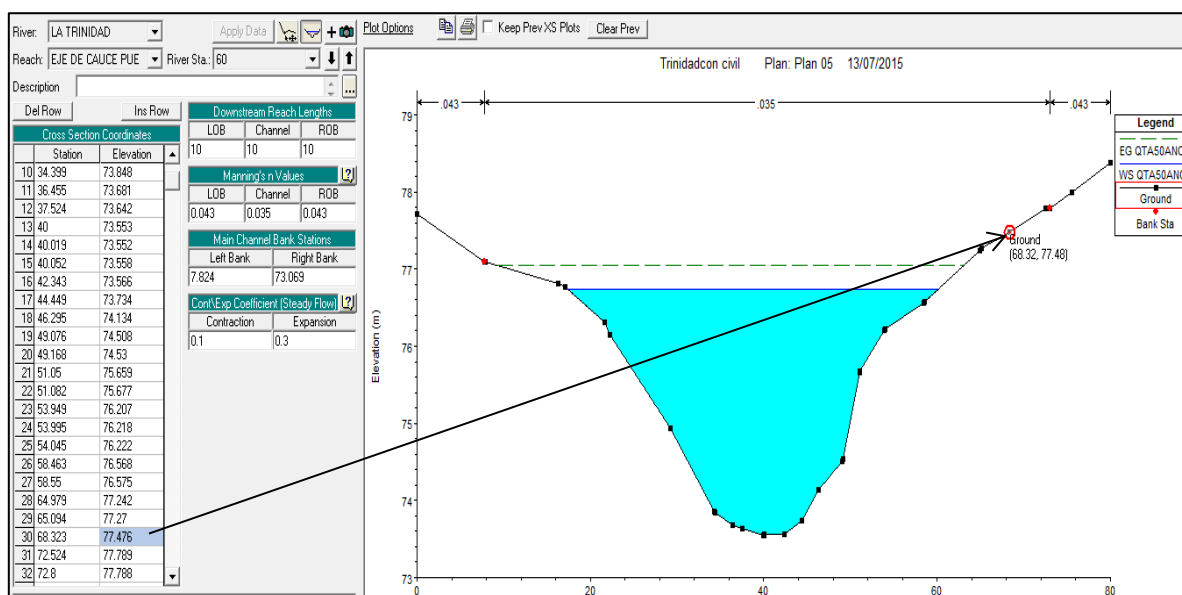 River: LA TRINIDAD Apply Data
Reach: EJE DE CAUCE PUE River Sta.: 60
Description ...
Del Row Ins Row
Cross Section Coordinates
Station Elevation
10 34.399 73.848
11 36.455 73.681
12 37.524 73.642
13 40 73.553
14 40.019 73.552
15 40.052 73.558
16 42.343 73.566
17 44.449 73.734
18 46.295 74.134
19 49.076 74.508
20 49.168 74.53
21 51.05 75.659
22 51.082 75.677
23 53.949 76.207
24 53.995 76.218
25 54.045 76.222
26 58.463 76.568
27 58.55 76.575
28 64.979 77.242
29 65.094 77.27
30 68.323 77.476
31 72.524 77.789
32 72.8 77.788
Downstream Reach Lengths
LOB Channel ROB
10 10 10
Manning's n Values
LOB Channel ROB
0.043 0.035 0.043
Main Channel Bank Stations
Left Bank Right Bank
7.824 73.069
Cont\Exp Coefficient (Steady Flow)
Contraction Expansion
0.1 0.3
Plot Options Keep Prev XS Plots Clear Prev
Trinidadcon civil Plan: Plan 05 13/07/2015
.043 .035 .043
79
78
77
76
75
74
73
Elevation (m)
0 20 40 60 80
Ground
(68.32, 77.48)
Legend
EG QTA50ANO
WS QTA50ANO
Ground
Bank Sta